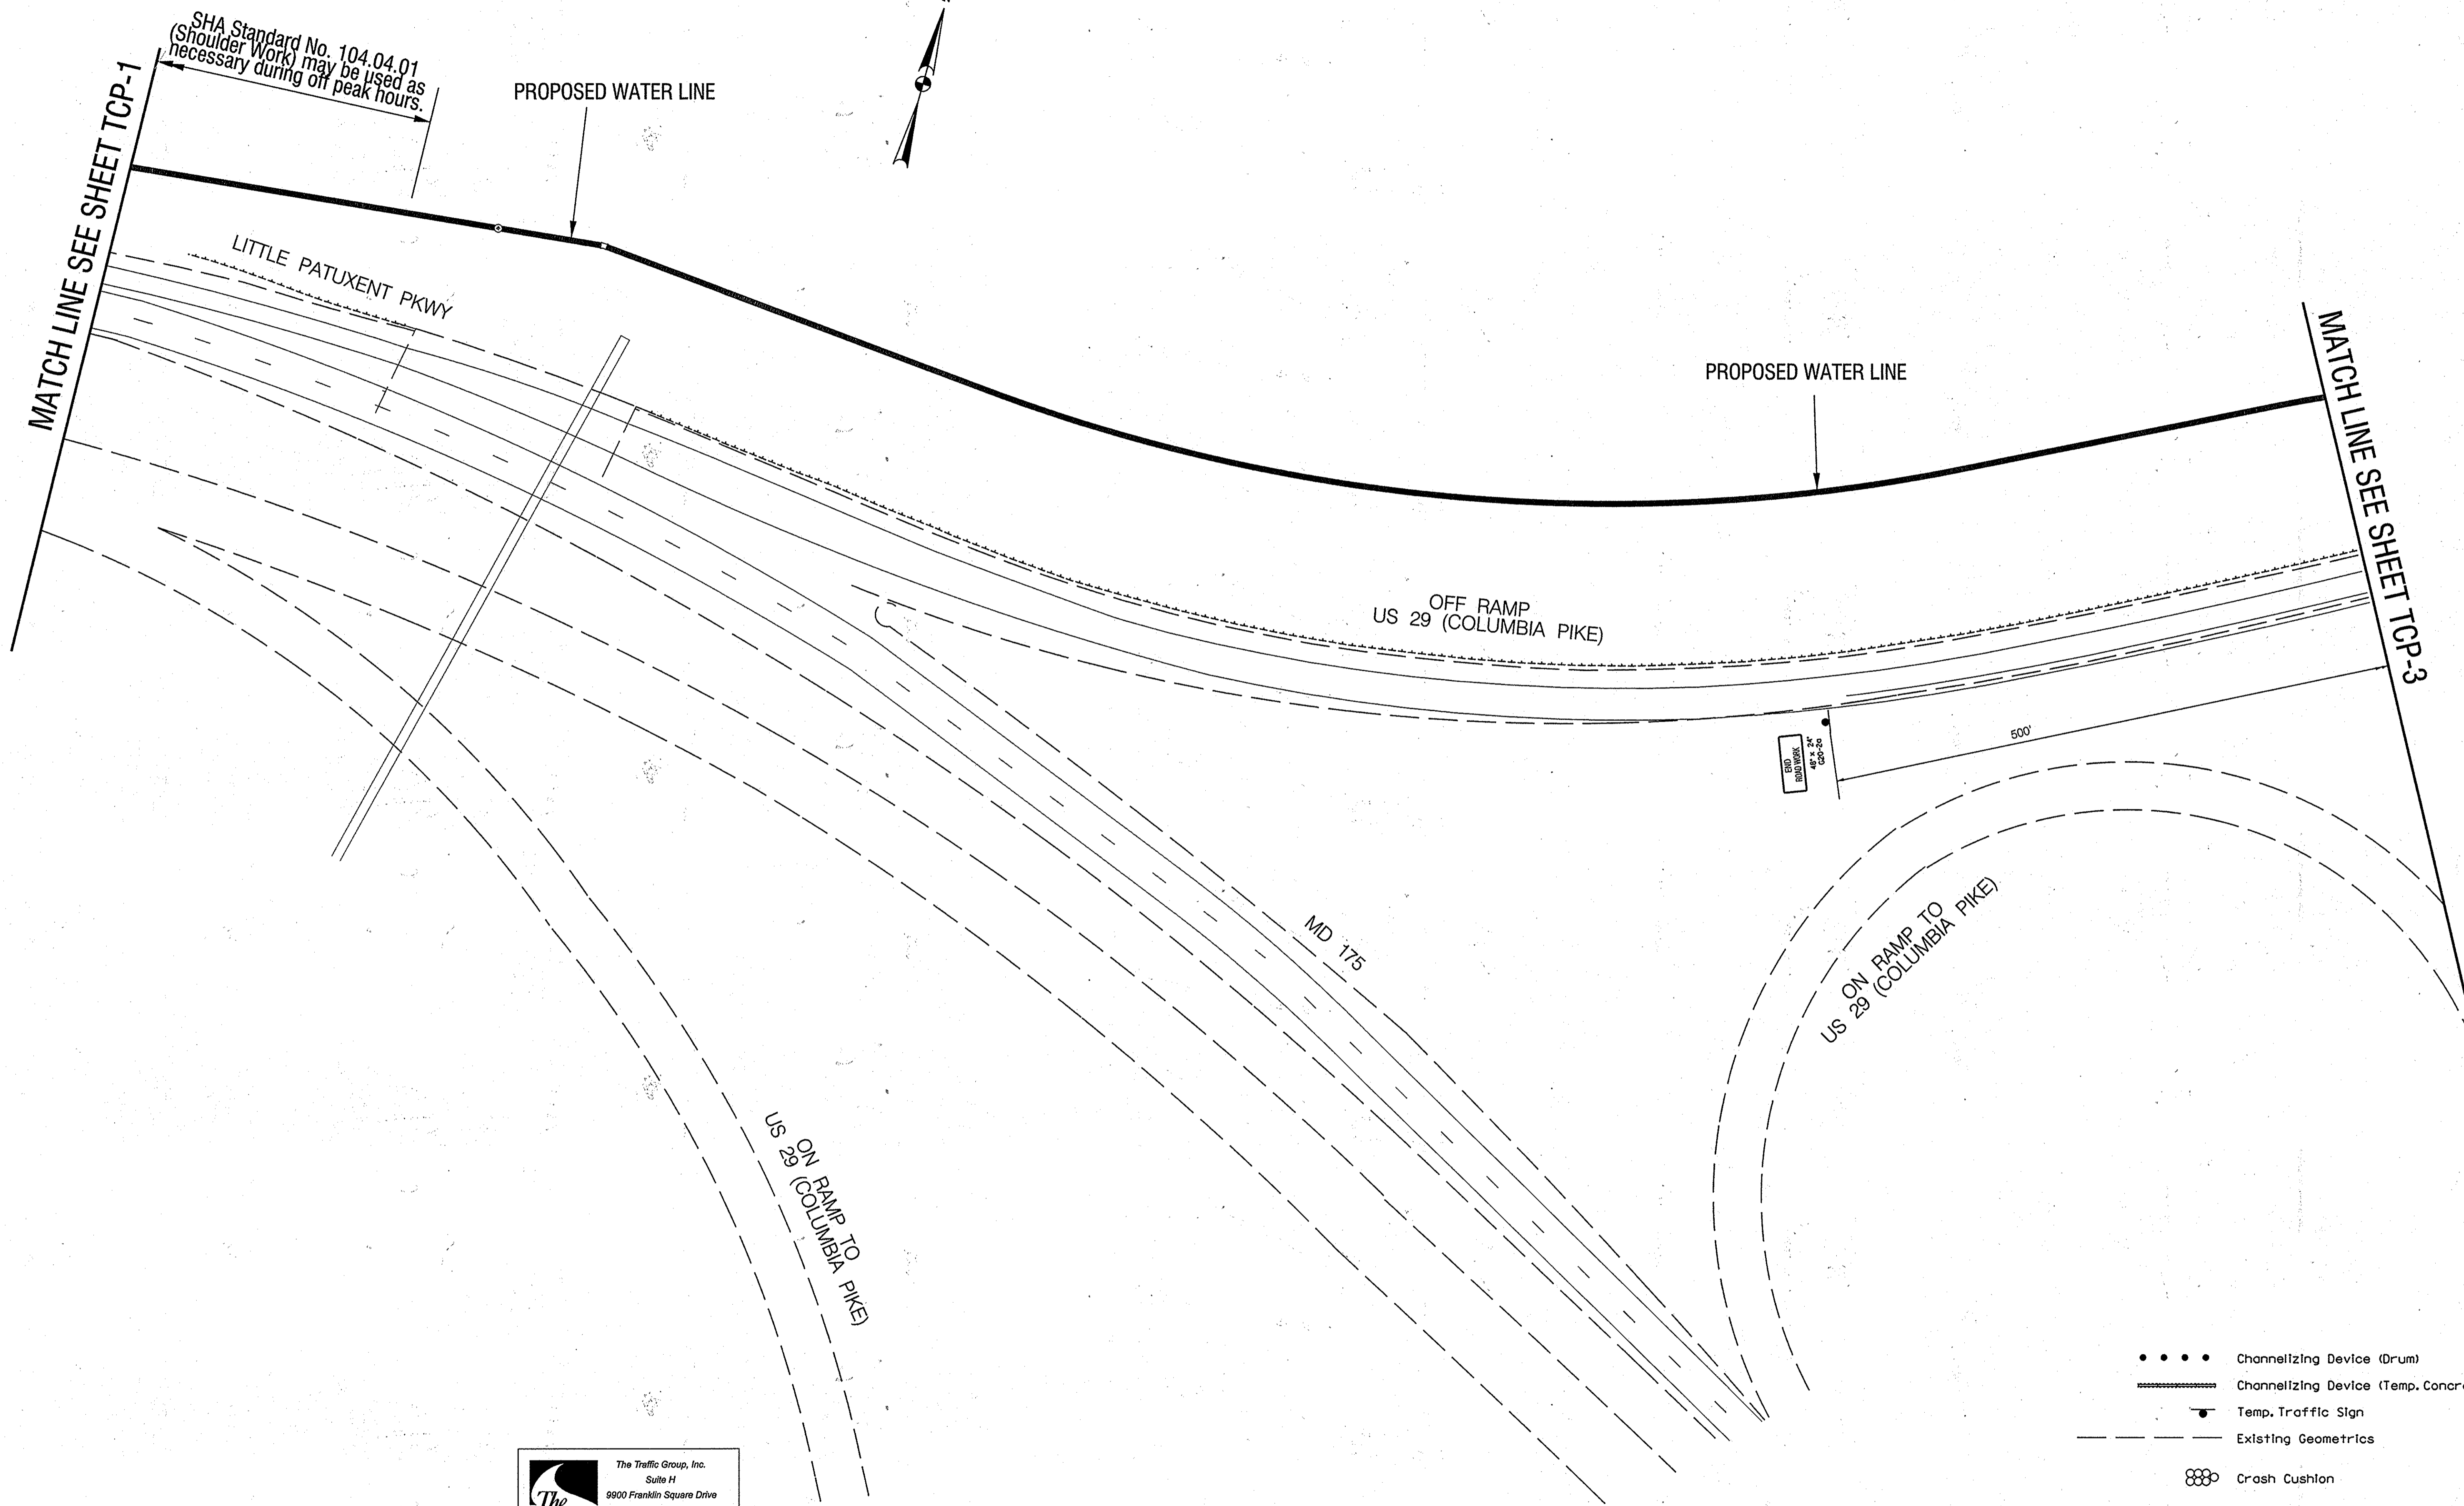 SHA Standard No. 104.04.01
(Shoulder Work) may be used as
necessary during off peak hours.
MATCH LINE SEE SHEET TCP-1
PROPOSED WATER LINE
LITTLE PATUXENT PKWY
PROPOSED WATER LINE
MATCH LINE SEE SHEET TCP-3
OFF RAMP
US 29 (COLUMBIA PIKE)
END
ROAD WORK
48" x 24"
G20-2a
500'
MD 175
ON RAMP TO
US 29 (COLUMBIA PIKE)
ON RAMP TO
US 29 (COLUMBIA PIKE)
Channelizing Device (Drum)
Channelizing Device (Temp. Concr
Temp. Traffic Sign
Existing Geometrics
Crash Cushion
The Traffic Group, Inc.
Suite H
9900 Franklin Square Drive
The